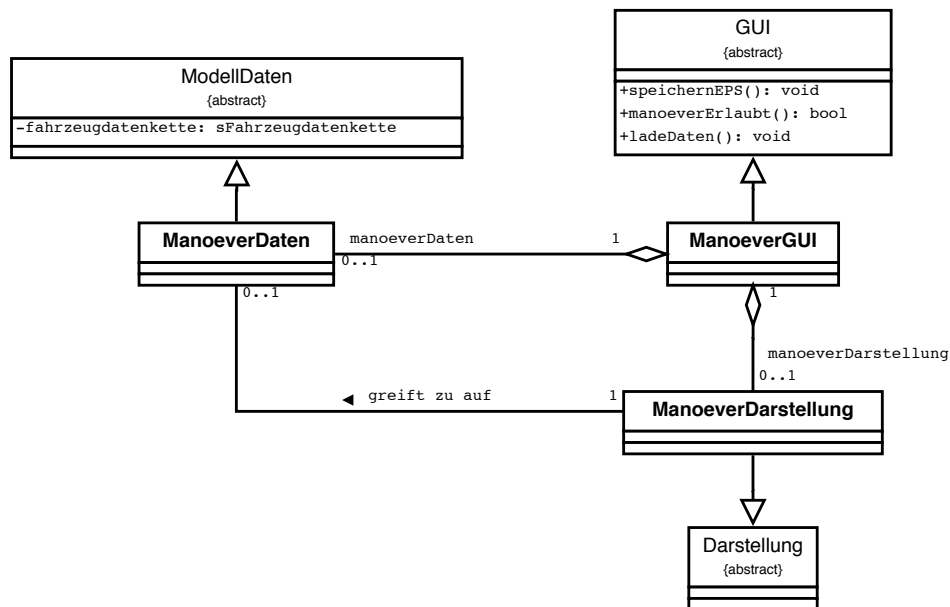 GUI
{abstract}
+speichernEPS(): void
+manoeverErlaubt(): bool
+ladeDaten(): void
ModellDaten
{abstract}
-fahrzeugdatenkette: sFahrzeugdatenkette
ManoeverDaten
manoeverDaten
0..1
1
ManoeverGUI
0..1
1
manoeverDarstellung
0..1
◀ greift zu auf
1
ManoeverDarstellung
Darstellung
{abstract}